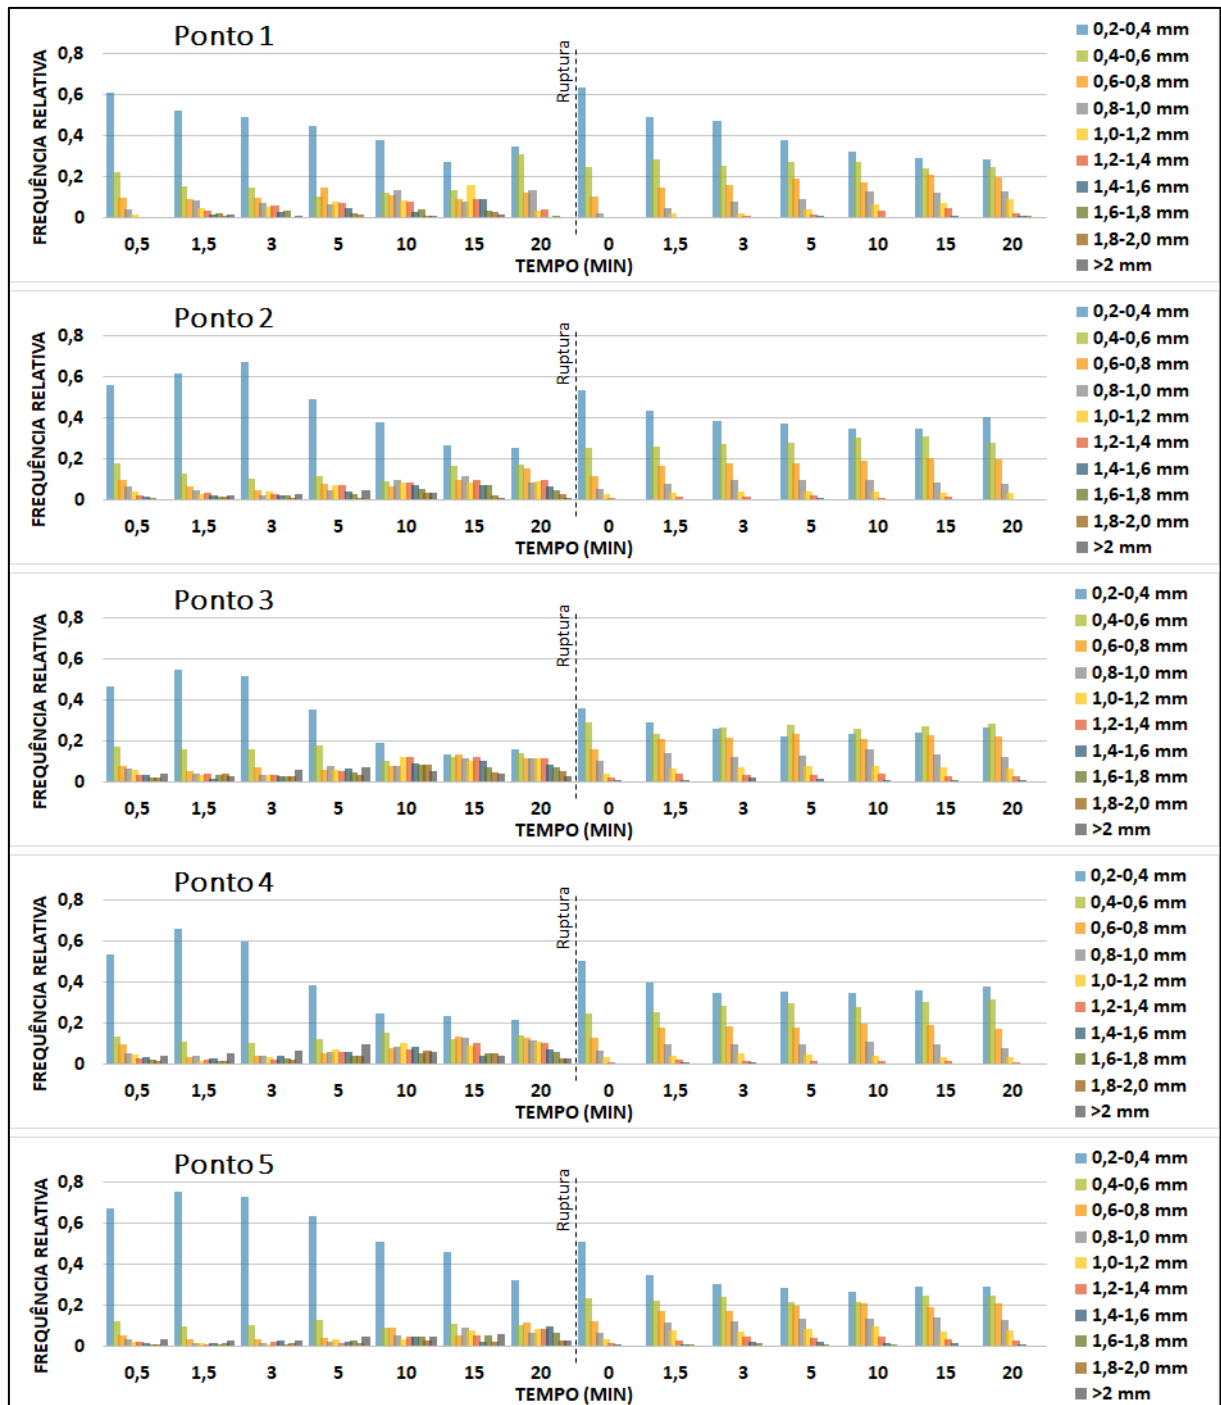 Ponto 1
FREQUÊNCIA RELATIVA
0,8
0,6
0,4
0,2
0
Ruptura
0,5 1,5 3 5 10 15 20 0 1,5 3 5 10 15 20
TEMPO (MIN)
0,2-0,4 mm
0,4-0,6 mm
0,6-0,8 mm
0,8-1,0 mm
1,0-1,2 mm
1,2-1,4 mm
1,4-1,6 mm
1,6-1,8 mm
1,8-2,0 mm
>2 mm
Ponto 2
FREQUÊNCIA RELATIVA
0,8
0,6
0,4
0,2
0
Ruptura
0,5 1,5 3 5 10 15 20 0 1,5 3 5 10 15 20
TEMPO (MIN)
0,2-0,4 mm
0,4-0,6 mm
0,6-0,8 mm
0,8-1,0 mm
1,0-1,2 mm
1,2-1,4 mm
1,4-1,6 mm
1,6-1,8 mm
1,8-2,0 mm
>2 mm
Ponto 3
FREQUÊNCIA RELATIVA
0,8
0,6
0,4
0,2
0
Ruptura
0,5 1,5 3 5 10 15 20 0 1,5 3 5 10 15 20
TEMPO (MIN)
0,2-0,4 mm
0,4-0,6 mm
0,6-0,8 mm
0,8-1,0 mm
1,0-1,2 mm
1,2-1,4 mm
1,4-1,6 mm
1,6-1,8 mm
1,8-2,0 mm
>2 mm
Ponto 4
FREQUÊNCIA RELATIVA
0,8
0,6
0,4
0,2
0
Ruptura
0,5 1,5 3 5 10 15 20 0 1,5 3 5 10 15 20
TEMPO (MIN)
0,2-0,4 mm
0,4-0,6 mm
0,6-0,8 mm
0,8-1,0 mm
1,0-1,2 mm
1,2-1,4 mm
1,4-1,6 mm
1,6-1,8 mm
1,8-2,0 mm
>2 mm
Ponto 5
FREQUÊNCIA RELATIVA
0,8
0,6
0,4
0,2
0
Ruptura
0,5 1,5 3 5 10 15 20 0 1,5 3 5 10 15 20
TEMPO (MIN)
0,2-0,4 mm
0,4-0,6 mm
0,6-0,8 mm
0,8-1,0 mm
1,0-1,2 mm
1,2-1,4 mm
1,4-1,6 mm
1,6-1,8 mm
1,8-2,0 mm
>2 mm